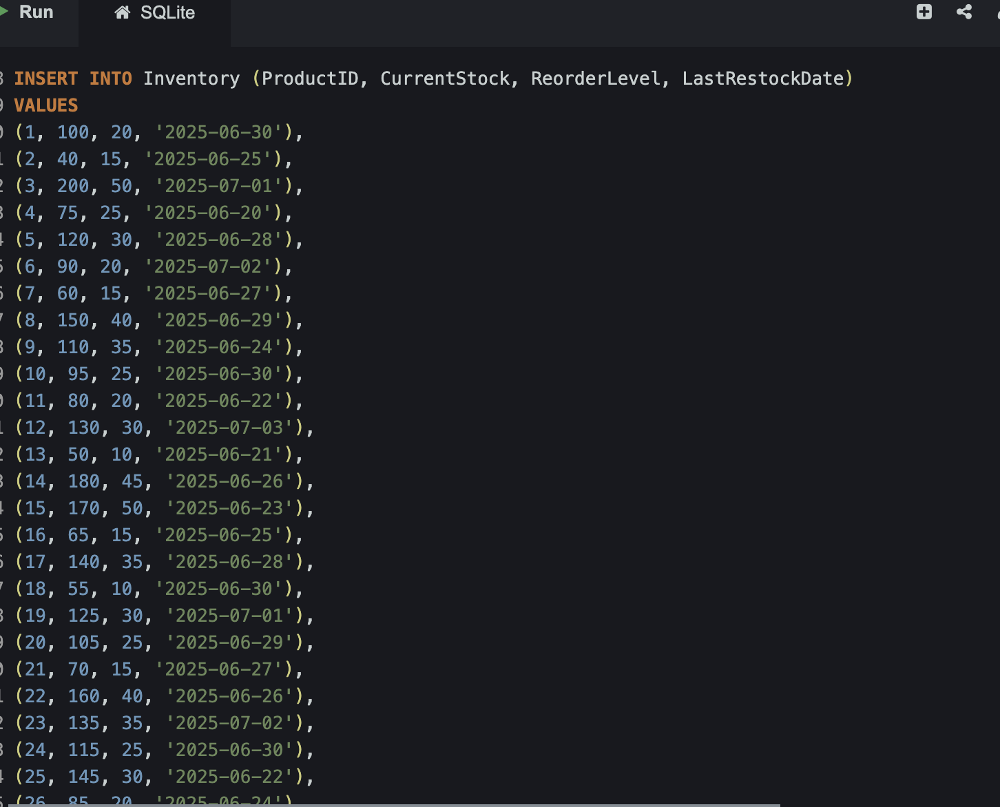 Run SQLite
INSERT INTO Inventory (ProductID, CurrentStock, ReorderLevel, LastRestockDate)
VALUES
(1, 100, 20, '2025-06-30'),
(2, 40, 15, '2025-06-25'),
(3, 200, 50, '2025-07-01'),
(4, 75, 25, '2025-06-20'),
(5, 120, 30, '2025-06-28'),
(6, 90, 20, '2025-07-02'),
(7, 60, 15, '2025-06-27'),
(8, 150, 40, '2025-06-29'),
(9, 110, 35, '2025-06-24'),
(10, 95, 25, '2025-06-30'),
(11, 80, 20, '2025-06-22'),
(12, 130, 30, '2025-07-03'),
(13, 50, 10, '2025-06-21'),
(14, 180, 45, '2025-06-26'),
(15, 170, 50, '2025-06-23'),
(16, 65, 15, '2025-06-25'),
(17, 140, 35, '2025-06-28'),
(18, 55, 10, '2025-06-30'),
(19, 125, 30, '2025-07-01'),
(20, 105, 25, '2025-06-29'),
(21, 70, 15, '2025-06-27'),
(22, 160, 40, '2025-06-26'),
(23, 135, 35, '2025-07-02'),
(24, 115, 25, '2025-06-30'),
(25, 145, 30, '2025-06-22'),
(26, 85, 20, '2025-06-24'),